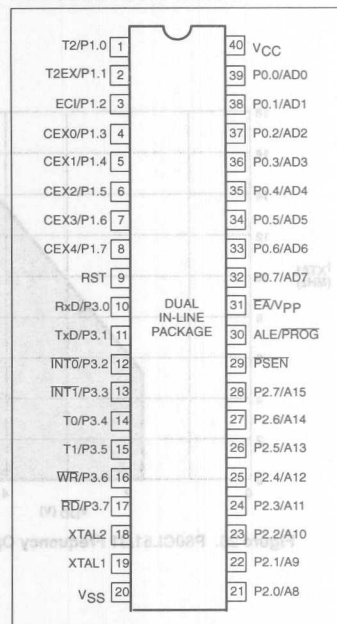 T2/P1.0 1
40 VCC
T2EX/P1.1 2
39 P0.0/AD0
ECI/P1.2 3
38 P0.1/AD1
CEX0/P1.3 4
37 P0.2/AD2
CEX1/P1.4 5
36 P0.3/AD3
CEX2/P1.5 6
35 P0.4/AD4
CEX3/P1.6 7
34 P0.5/AD5
CEX4/P1.7 8
33 P0.6/AD6
RST 9
32 P0.7/AD7
RxD/P3.0 10
31 EA/VPP
TxD/P3.1 11
30 ALE/PROG
INT0/P3.2 12
29 PSEN
INT1/P3.3 13
28 P2.7/A15
T0/P3.4 14
27 P2.6/A14
T1/P3.5 15
26 P2.5/A13
WR/P3.6 16
25 P2.4/A12
RD/P3.7 17
24 P2.3/A11
XTAL2 18
23 P2.2/A10
XTAL1 19
22 P2.1/A9
VSS 20
21 P2.0/A8
DUAL
IN-LINE
PACKAGE